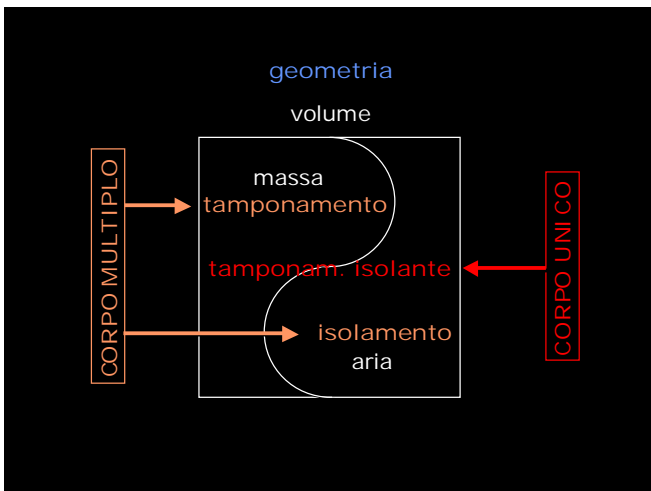 geometria
volume
CORPO MULTIPLO
massa
tamponamento
tamponam. isolante
isolamento
aria
CORPO UNICO